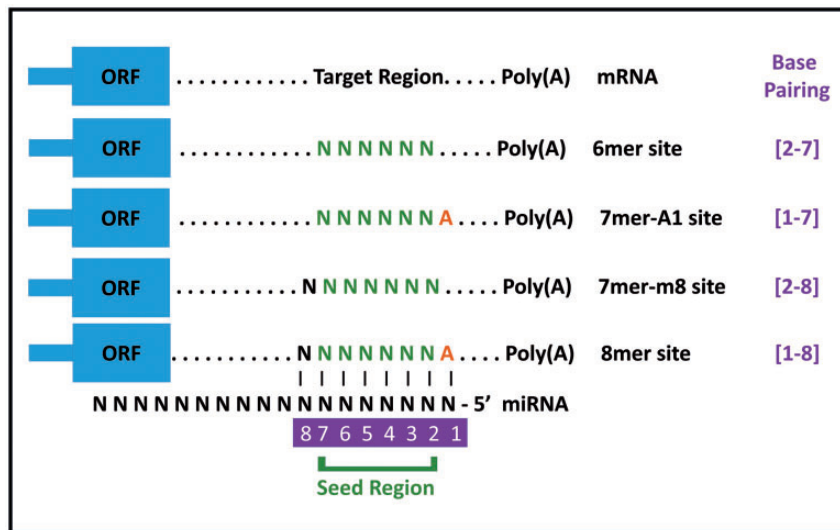 ORF ............ Target Region ..... Poly(A) mRNA Base Pairing
ORF ............ N N N N N N ..... Poly(A) 6mer site [2-7]
ORF ............ N N N N N N A .... Poly(A) 7mer-A1 site [1-7]
ORF ........... N N N N N N N ..... Poly(A) 7mer-m8 site [2-8]
ORF ........... N N N N N N N A .... Poly(A) 8mer site [1-8]
N N N N N N N N N N N N N N N N N N - 5’ miRNA
8 7 6 5 4 3 2 1
Seed Region